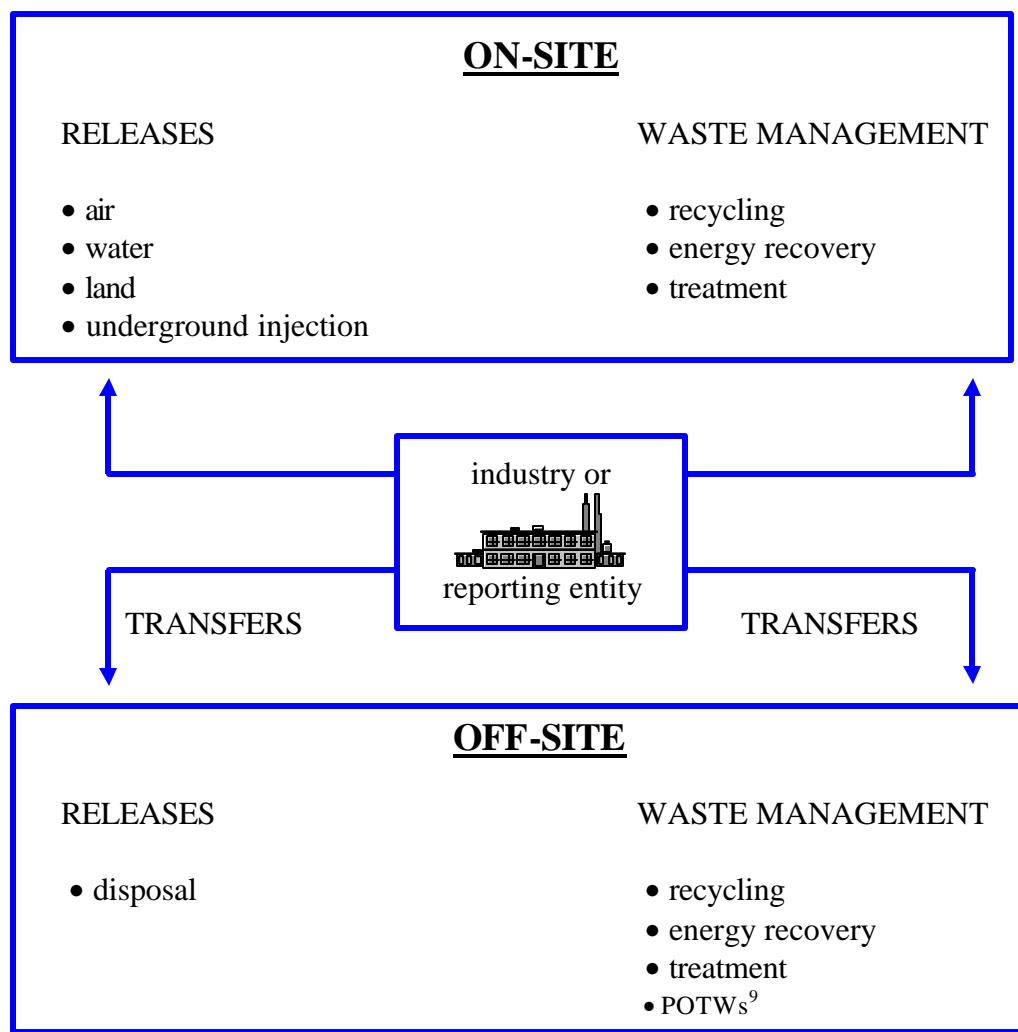 ON-SITE
RELEASES
• air
• water
• land
• underground injection
WASTE MANAGEMENT
• recycling
• energy recovery
• treatment
industry or
reporting entity
TRANSFERS
TRANSFERS
OFF-SITE
RELEASES
• disposal
WASTE MANAGEMENT
• recycling
• energy recovery
• treatment
• POTWs⁹